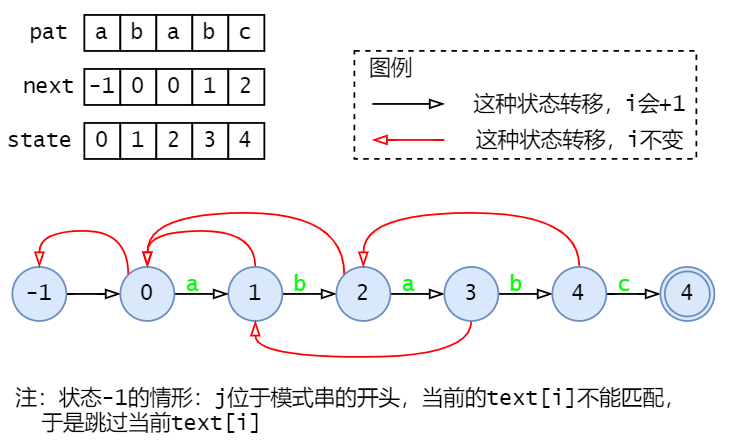 pat a b a b c
next -1 0 0 1 2
state 0 1 2 3 4
图例
这种状态转移，i会+1
这种状态转移，i不变
a b a b c
-1 0 1 2 3 4 4
注：状态-1的情形：j位于模式串的开头，当前的text[i]不能匹配，
于是跳过当前text[i]